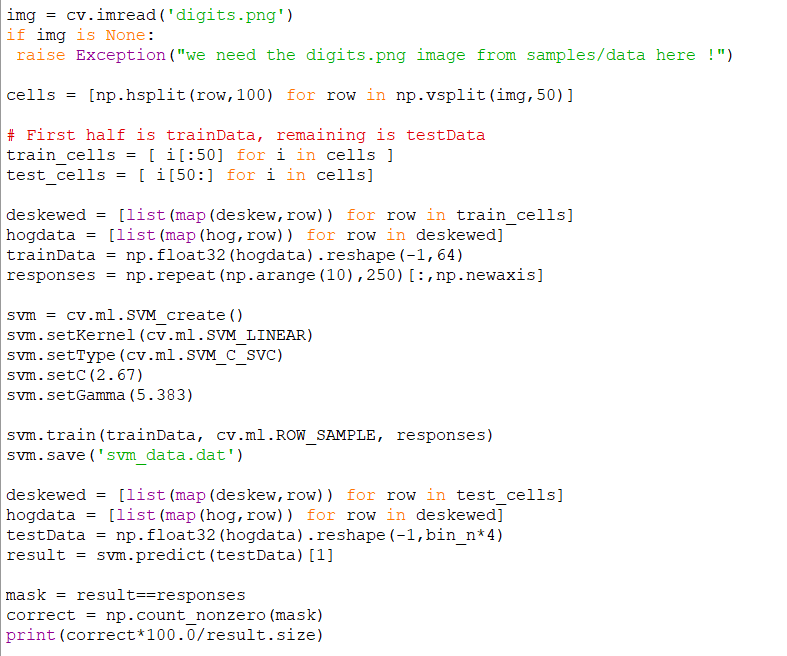 img = cv.imread('digits.png')
if img is None:
 raise Exception("we need the digits.png image from samples/data here !")

cells = [np.hsplit(row,100) for row in np.vsplit(img,50)]

# First half is trainData, remaining is testData
train_cells = [ i[:50] for i in cells ]
test_cells = [ i[50:] for i in cells]

deskewed = [list(map(deskew,row)) for row in train_cells]
hogdata = [list(map(hog,row)) for row in deskewed]
trainData = np.float32(hogdata).reshape(-1,64)
responses = np.repeat(np.arange(10),250)[:,np.newaxis]

svm = cv.ml.SVM_create()
svm.setKernel(cv.ml.SVM_LINEAR)
svm.setType(cv.ml.SVM_C_SVC)
svm.setC(2.67)
svm.setGamma(5.383)

svm.train(trainData, cv.ml.ROW_SAMPLE, responses)
svm.save('svm_data.dat')

deskewed = [list(map(deskew,row)) for row in test_cells]
hogdata = [list(map(hog,row)) for row in deskewed]
testData = np.float32(hogdata).reshape(-1,bin_n*4)
result = svm.predict(testData)[1]

mask = result==responses
correct = np.count_nonzero(mask)
print(correct*100.0/result.size)